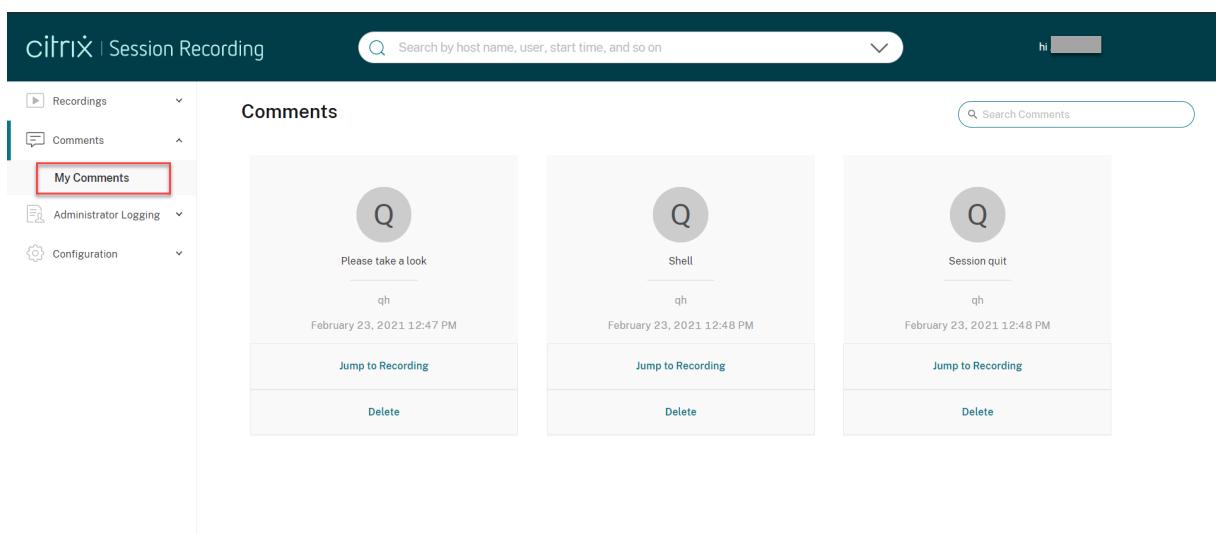 citrix | Session Recording
Search by host name, user, start time, and so on
hi
Recordings
Comments
My Comments
Administrator Logging
Configuration
Comments
Search Comments
Q
Please take a look
qh
February 23, 2021 12:47 PM
Jump to Recording
Delete
Q
Shell
qh
February 23, 2021 12:48 PM
Jump to Recording
Delete
Q
Session quit
qh
February 23, 2021 12:48 PM
Jump to Recording
Delete